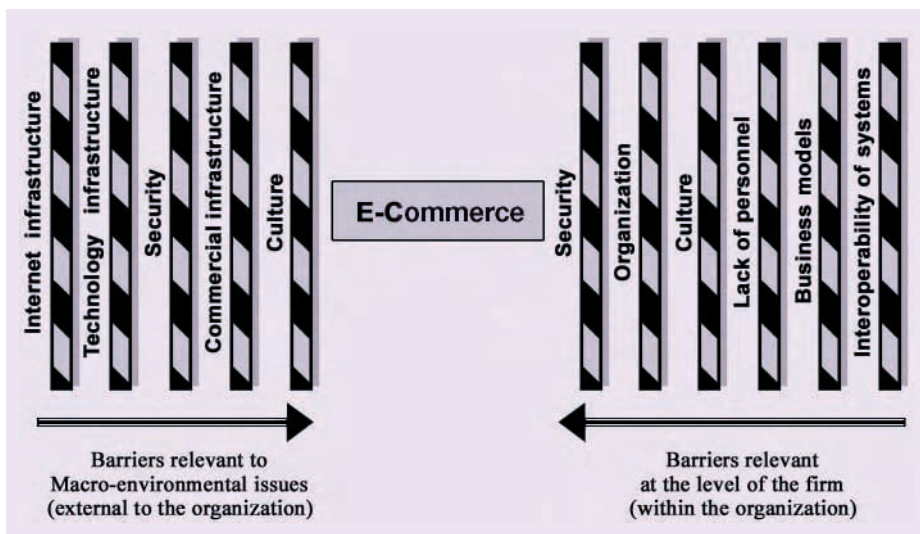 Internet infrastructure
Technology infrastructure
Security
Commercial infrastructure
Culture
E-Commerce
Security
Organization
Culture
Lack of personnel
Business models
Interoperability of systems
Barriers relevant to
Macro-environmental issues
(external to the organization)
Barriers relevant
at the level of the firm
(within the organization)